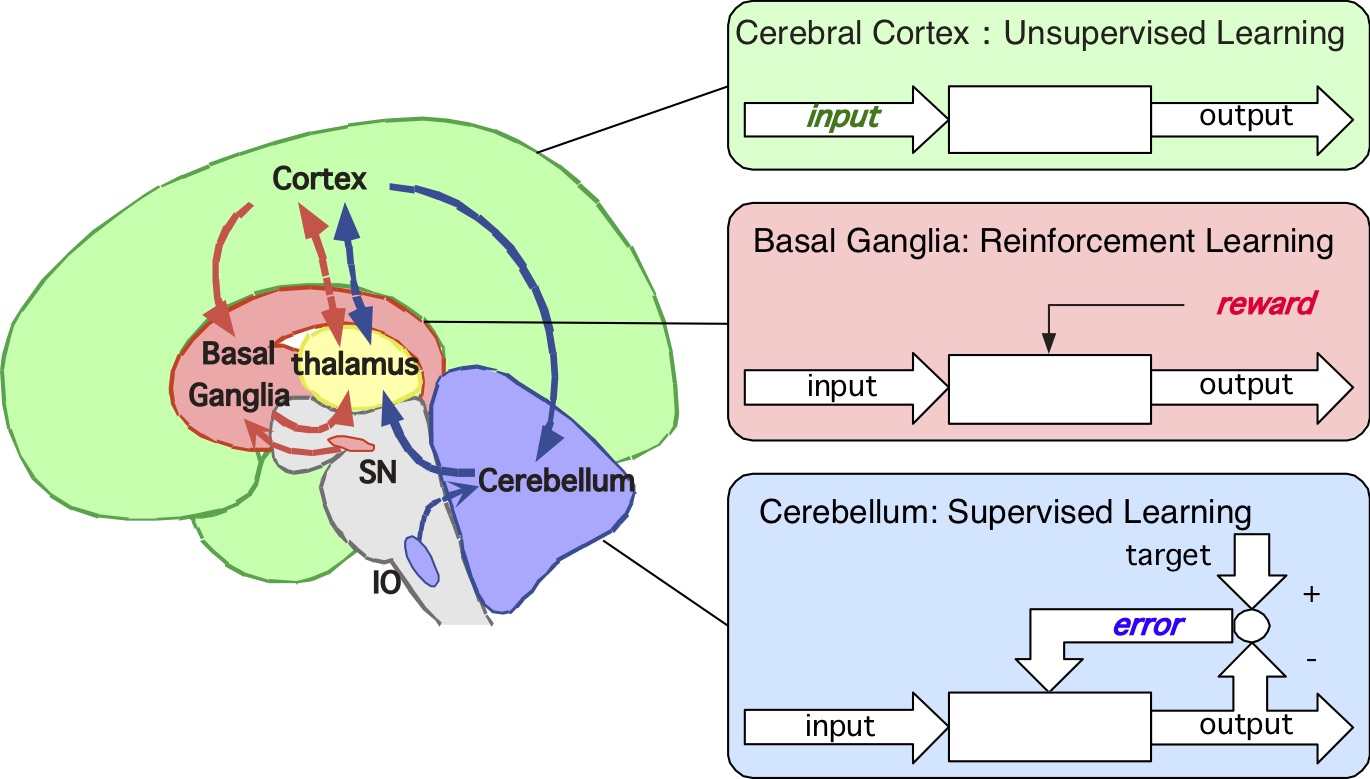 Cortex
Basal
Ganglia
thalamus
SN
Cerebellum
IO
Cerebral Cortex : Unsupervised Learning
input
output
Basal Ganglia: Reinforcement Learning
reward
input
output
Cerebellum: Supervised Learning
target
+
error
-
input
output